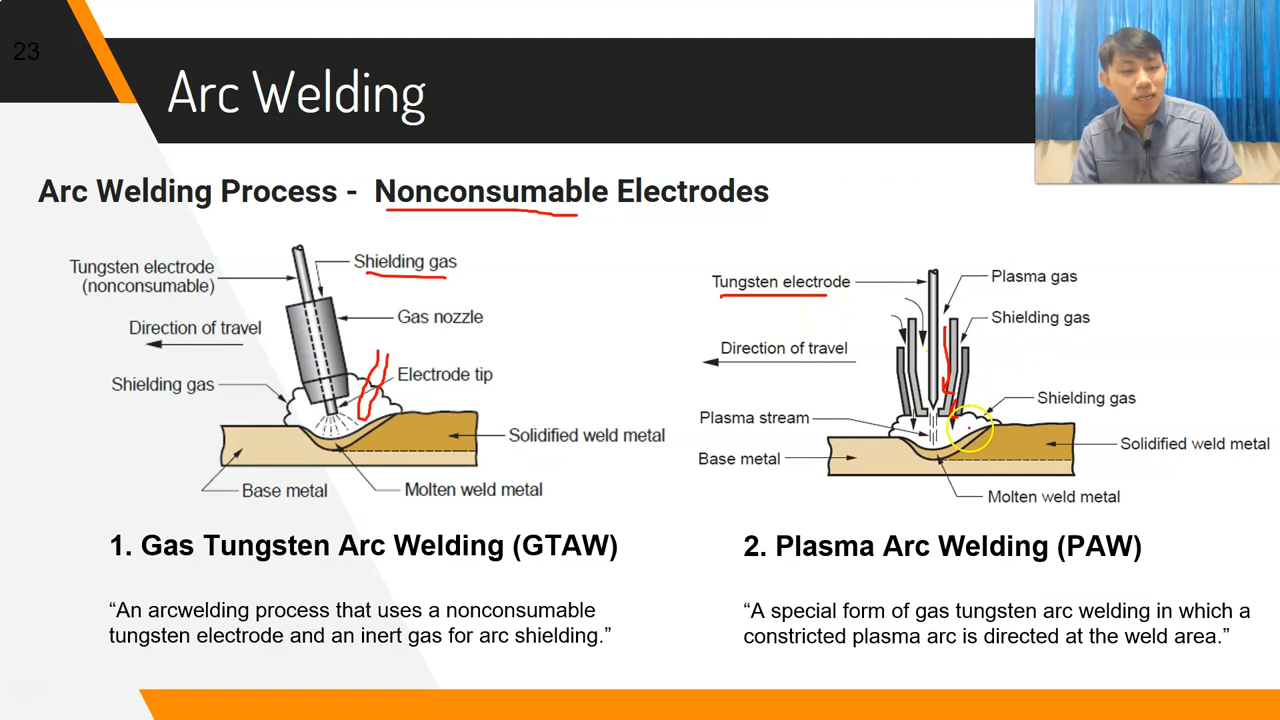 23
Arc Welding
Arc Welding Process - Nonconsumable Electrodes
Tungsten electrode
(nonconsumable)
Shielding gas
Gas nozzle
Direction of travel
Electrode tip
Shielding gas
Solidified weld metal
Base metal
Molten weld metal
Tungsten electrode
Plasma gas
Shielding gas
Direction of travel
Shielding gas
Plasma stream
Solidified weld metal
Base metal
Molten weld metal
1. Gas Tungsten Arc Welding (GTAW)
“An arcwelding process that uses a nonconsumable
tungsten electrode and an inert gas for arc shielding.”
2. Plasma Arc Welding (PAW)
“A special form of gas tungsten arc welding in which a
constricted plasma arc is directed at the weld area.”